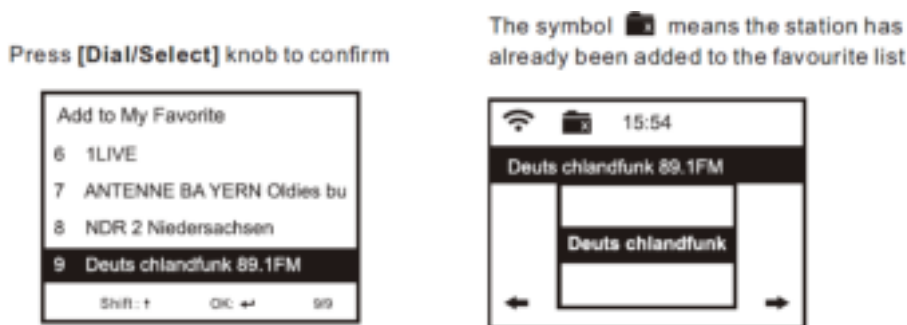 Press [Dial/Select] knob to confirm
Add to My Favorite
6 1LIVE
7 ANTENNE BA YERN Oldies bu
8 NDR 2 Niedersachsen
9 Deuts chlandfunk 89.1FM
Shift: ↑ OK: ↵ 9/9
The symbol x means the station has
already been added to the favourite list
x 15:54
Deuts chlandfunk 89.1FM
Deuts chlandfunk
← →